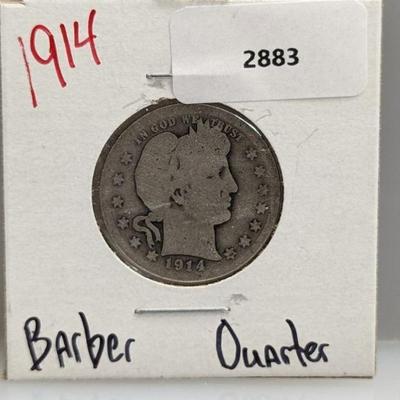 1914
2883
IN GOD WE TRUST
1914
Barber Quarter